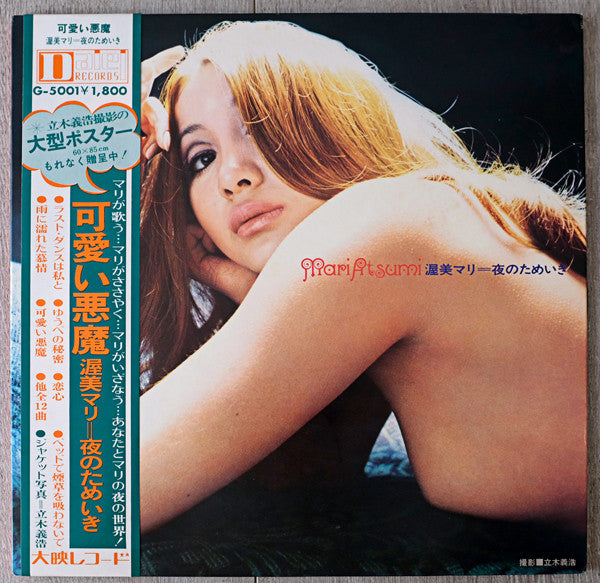 可愛い悪魔
渥美マリ=夜のためいき
Daiei
RECORDS
G-5001¥1,800
立木義浩撮影の
大型ポスター
60×85cm
もれなく贈呈中!
マリが歌う…マリがささやく…マリがいざなう…あなたとマリの夜の世界!
可愛い悪魔
渥美マリ=夜のためいき
●ラスト・ダンスは私と
●ゆうべの秘密
●恋心
●ベッドで煙草を吸わないで
●雨に濡れた慕情
●可愛い悪魔
●他全12曲
●ジャケット写真=立木義浩
大映レコード
MariAtsumi 渥美マリ=夜のためいき
撮影■立木義浩